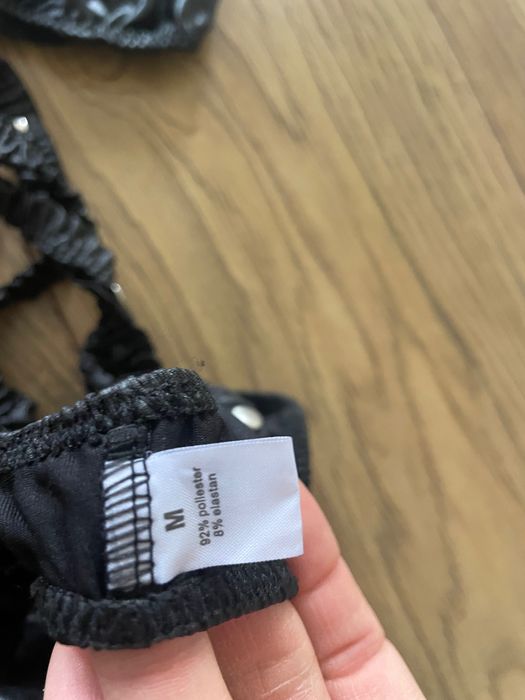 M
92% poliester
8% elastan